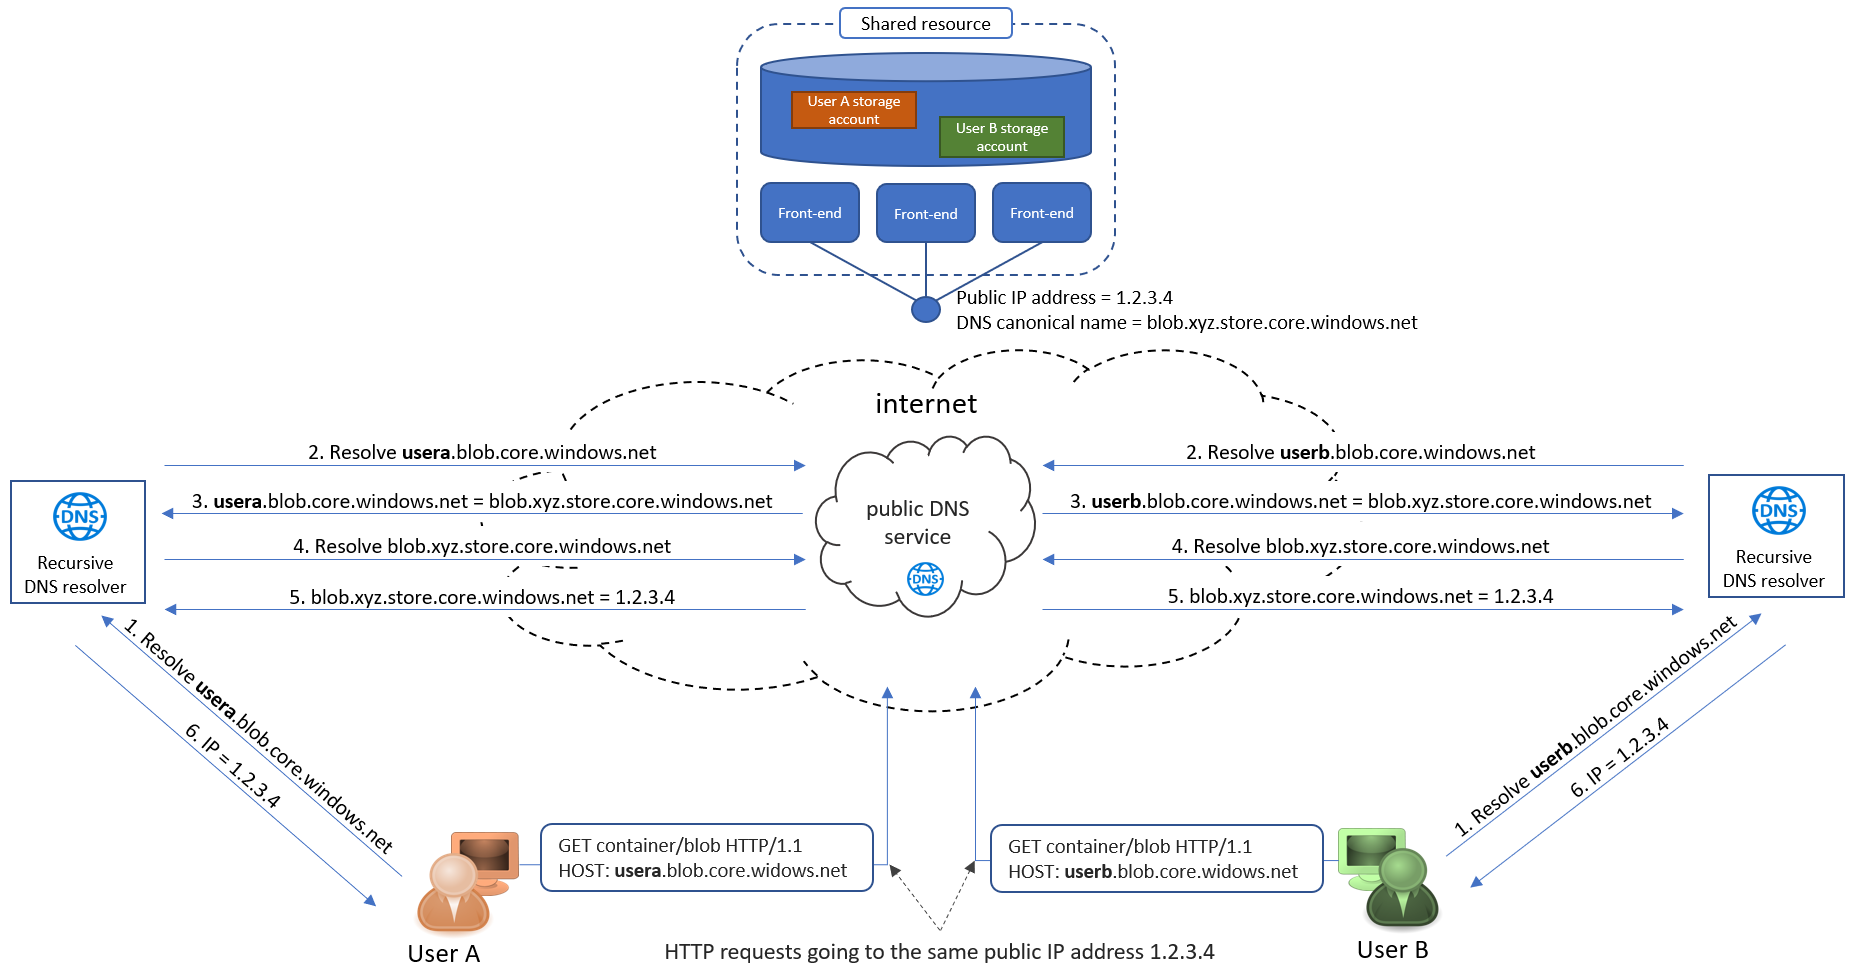 Shared resource
User A storage
account
User B storage
account
Front-end
Front-end
Front-end
Public IP address = 1.2.3.4
DNS canonical name = blob.xyz.store.core.windows.net
internet
2. Resolve usera.blob.core.windows.net
3. usera.blob.core.windows.net = blob.xyz.store.core.windows.net
4. Resolve blob.xyz.store.core.windows.net
5. blob.xyz.store.core.windows.net = 1.2.3.4
public DNS
service
DNS
2. Resolve userb.blob.core.windows.net
3. userb.blob.core.windows.net = blob.xyz.store.core.windows.net
4. Resolve blob.xyz.store.core.windows.net
5. blob.xyz.store.core.windows.net = 1.2.3.4
DNS
Recursive
DNS resolver
DNS
Recursive
DNS resolver
1. Resolve usera.blob.core.windows.net
6. IP = 1.2.3.4
1. Resolve userb.blob.core.windows.net
6. IP = 1.2.3.4
GET container/blob HTTP/1.1
HOST: usera.blob.core.widows.net
GET container/blob HTTP/1.1
HOST: userb.blob.core.widows.net
User A
HTTP requests going to the same public IP address 1.2.3.4
User B